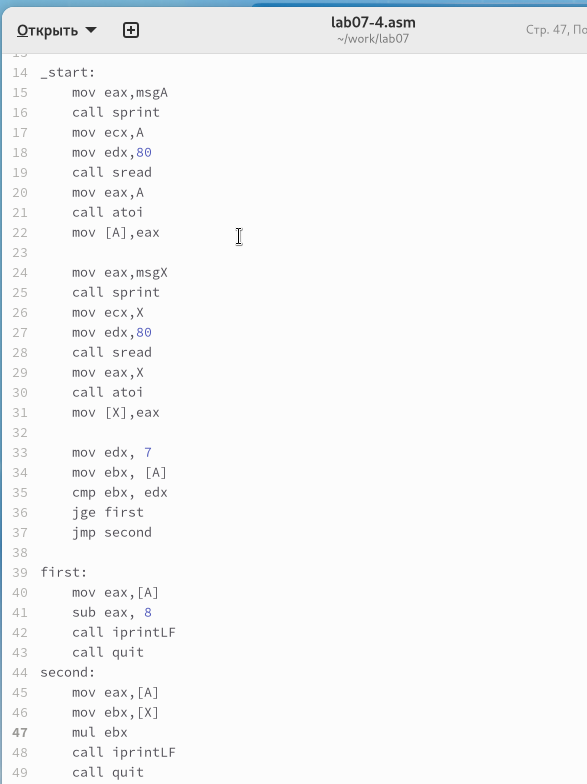 Открыть
lab07-4.asm
~/work/lab07
Стр. 47, По
13
14 _start:
15 mov eax,msgA
16 call sprint
17 mov ecx,A
18 mov edx,80
19 call sread
20 mov eax,A
21 call atoi
22 mov [A],eax
23
24 mov eax,msgX
25 call sprint
26 mov ecx,X
27 mov edx,80
28 call sread
29 mov eax,X
30 call atoi
31 mov [X],eax
32
33 mov edx, 7
34 mov ebx, [A]
35 cmp ebx, edx
36 jge first
37 jmp second
38
39 first:
40 mov eax,[A]
41 sub eax, 8
42 call iprintLF
43 call quit
44 second:
45 mov eax,[A]
46 mov ebx,[X]
47 mul ebx
48 call iprintLF
49 call quit